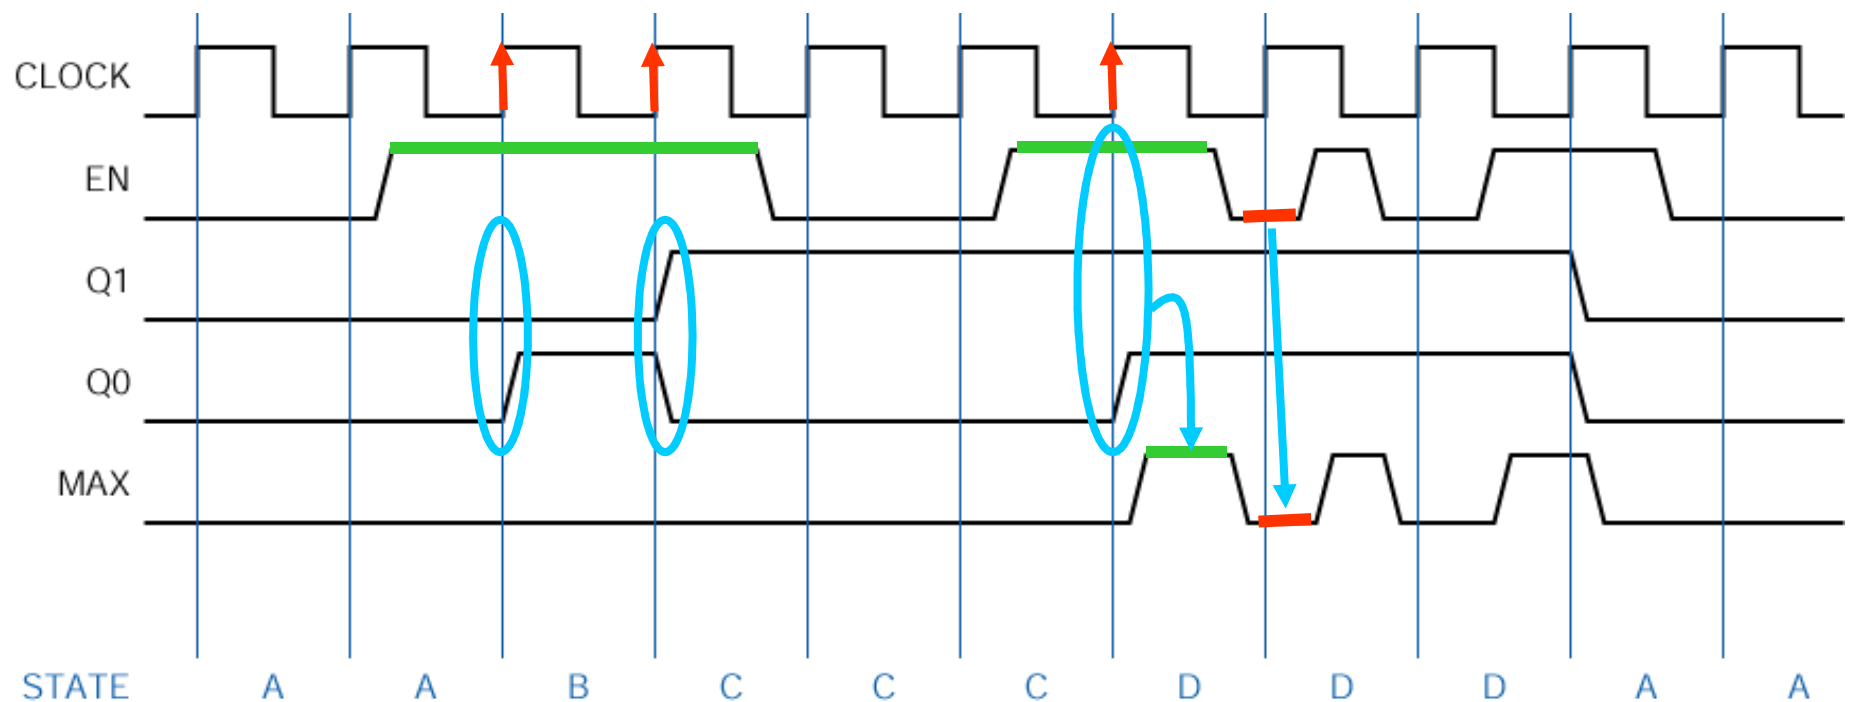 CLOCK
EN
Q1
Q0
MAX
STATE A A B C C C D D D A A